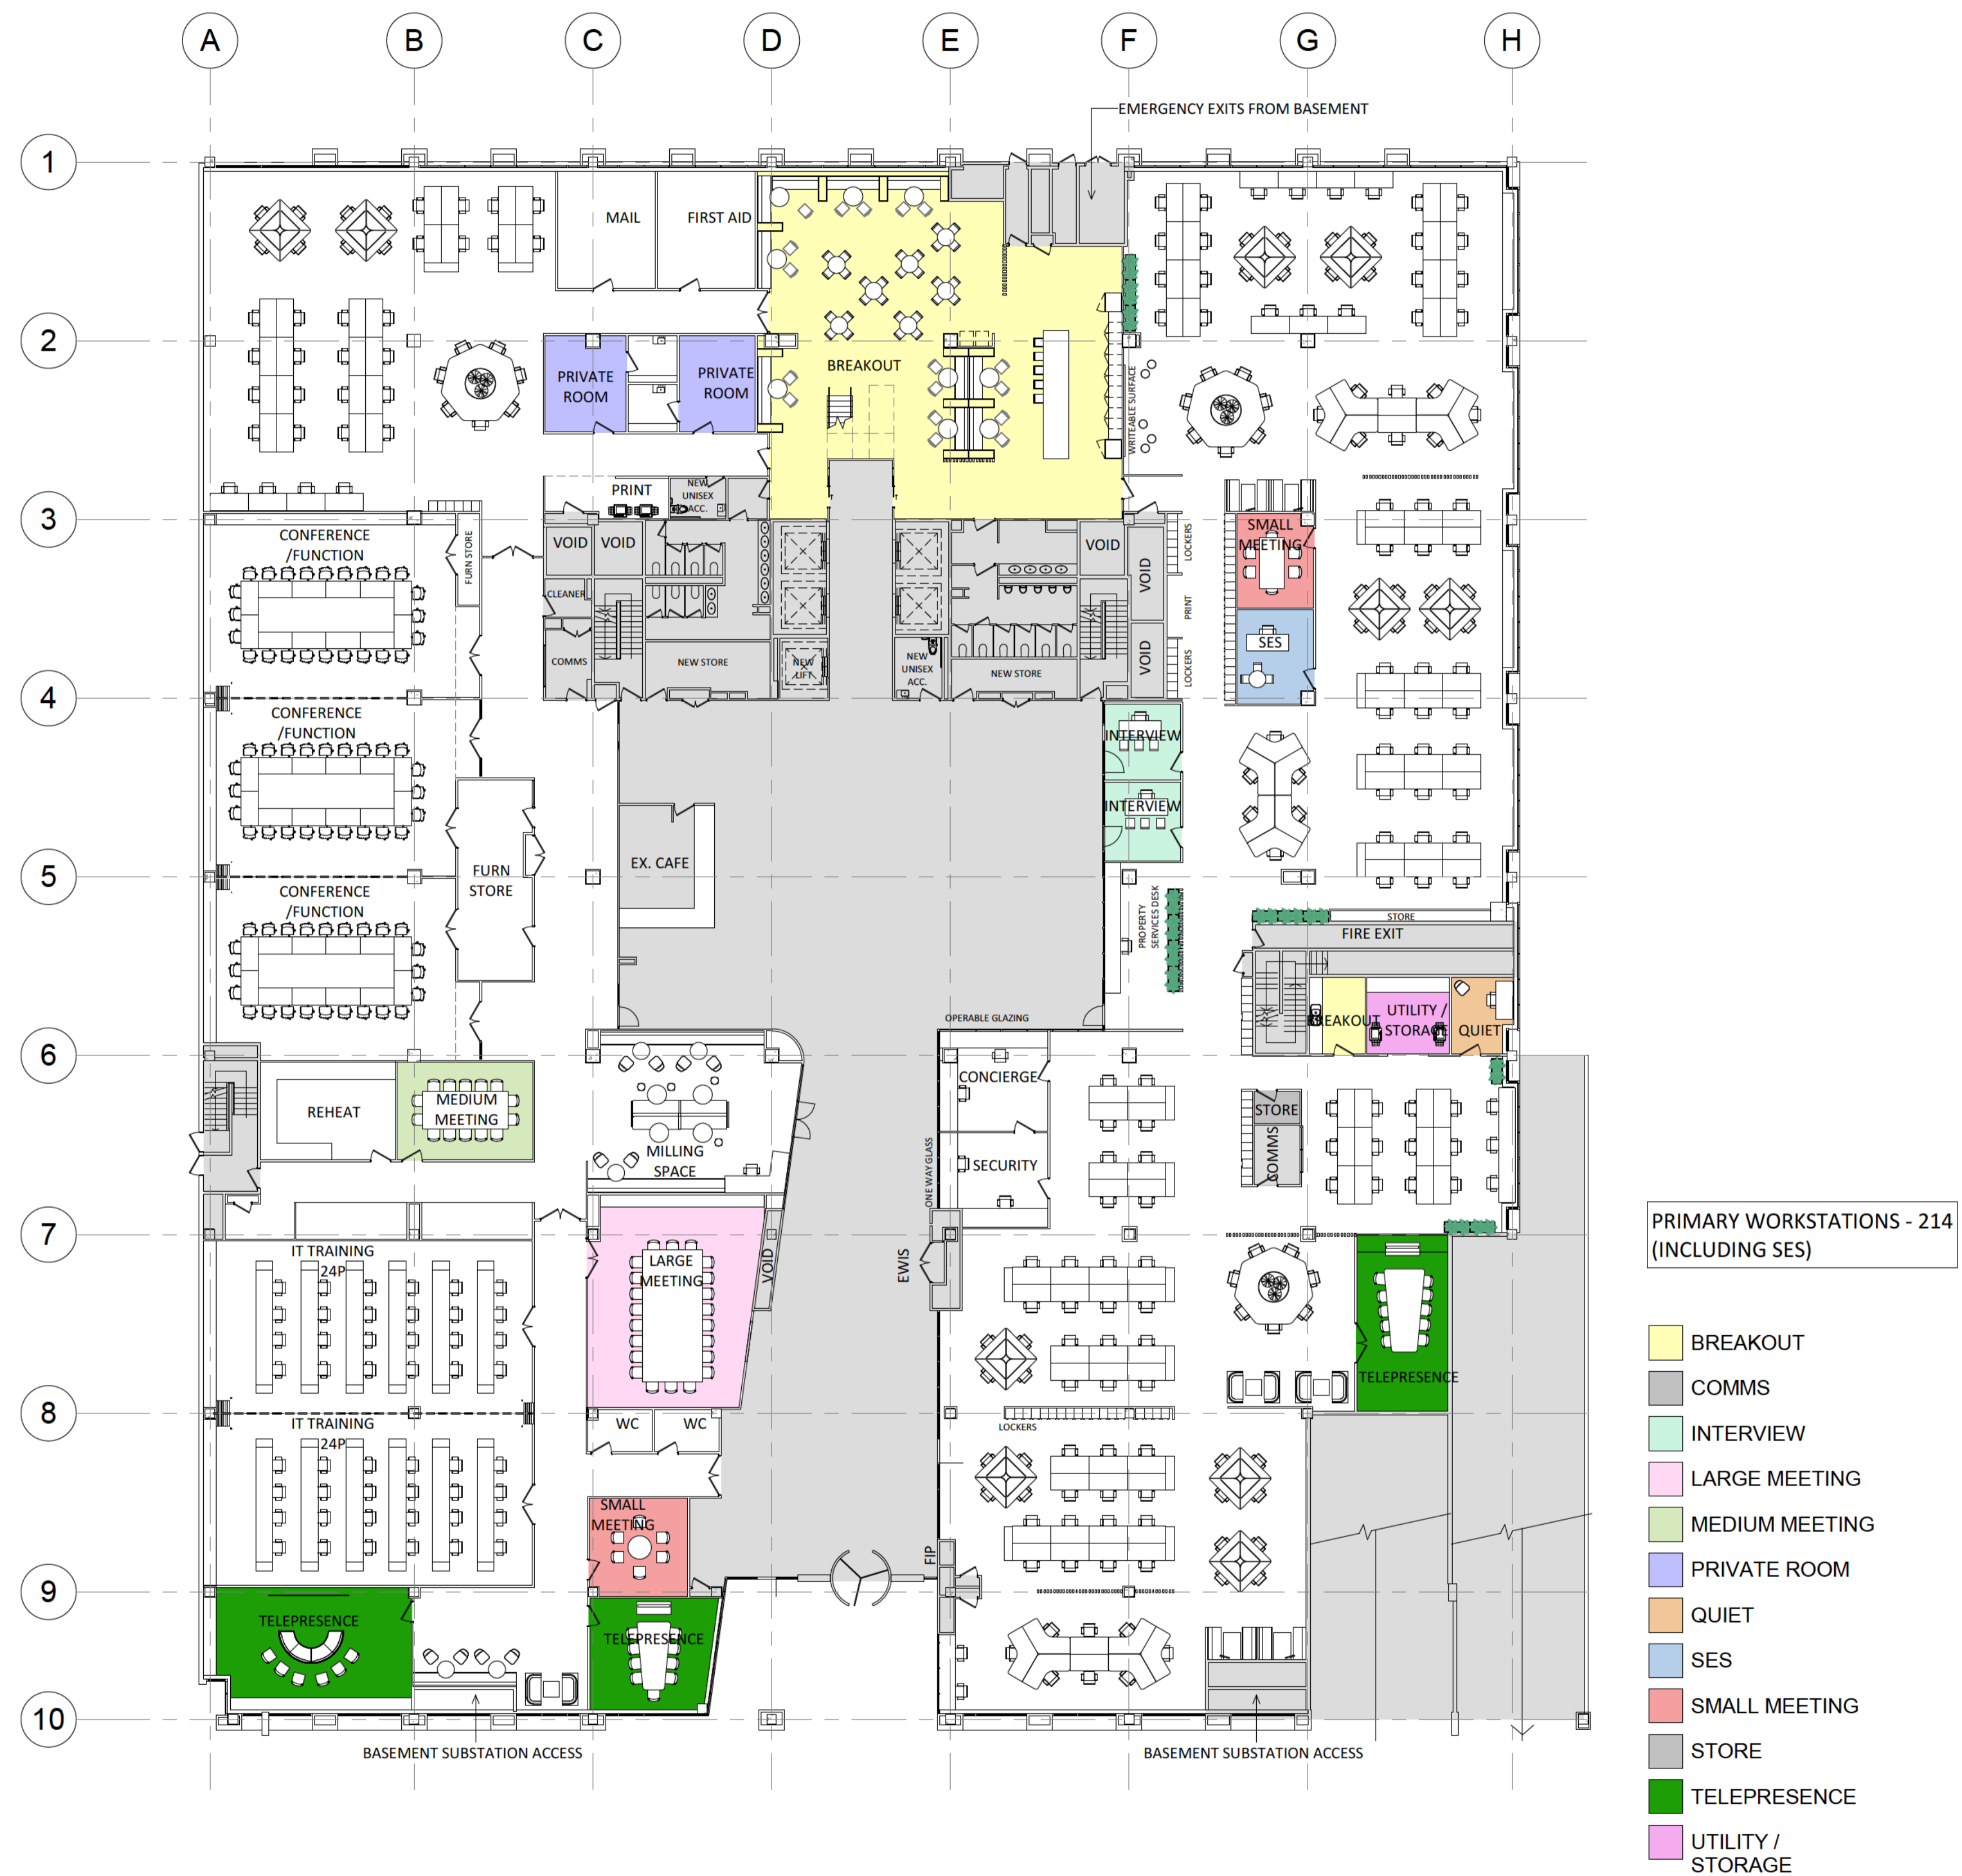 A B C D E F G H
EMERGENCY EXITS FROM BASEMENT
1
MAIL
FIRST AID
2
PRIVATE
ROOM
PRIVATE
ROOM
BREAKOUT
WRITEABLE SURFACE
PRINT
NEW
UNISEX
ACC.
3
CONFERENCE
/FUNCTION
FURN STORE
VOID
VOID
VOID
VOID
LOCKERS
SMALL
MEETING
CLEANER
PRINT
COMMS
NEW STORE
NEW
LIFT
NEW
UNISEX
ACC.
NEW STORE
VOID
LOCKERS
SES
4
CONFERENCE
/FUNCTION
INTERVIEW
INTERVIEW
EX. CAFE
FURN
STORE
5
CONFERENCE
/FUNCTION
PROPERTY
SERVICES DESK
STORE
FIRE EXIT
OPERABLE GLAZING
BREAKOUT
UTILITY /
STORAGE
QUIET
6
REHEAT
MEDIUM
MEETING
MILLING
SPACE
CONCIERGE
STORE
COMMS
ONE WAY GLASS
SECURITY
7
IT TRAINING
24P
LARGE
MEETING
VOID
EWIS
TELEPRESENCE
8
IT TRAINING
24P
WC
WC
LOCKERS
SMALL
MEETING
FIP
9
TELEPRESENCE
TELEPRESENCE
10
BASEMENT SUBSTATION ACCESS
BASEMENT SUBSTATION ACCESS
PRIMARY WORKSTATIONS - 214
(INCLUDING SES)
BREAKOUT
COMMS
INTERVIEW
LARGE MEETING
MEDIUM MEETING
PRIVATE ROOM
QUIET
SES
SMALL MEETING
STORE
TELEPRESENCE
UTILITY /
STORAGE